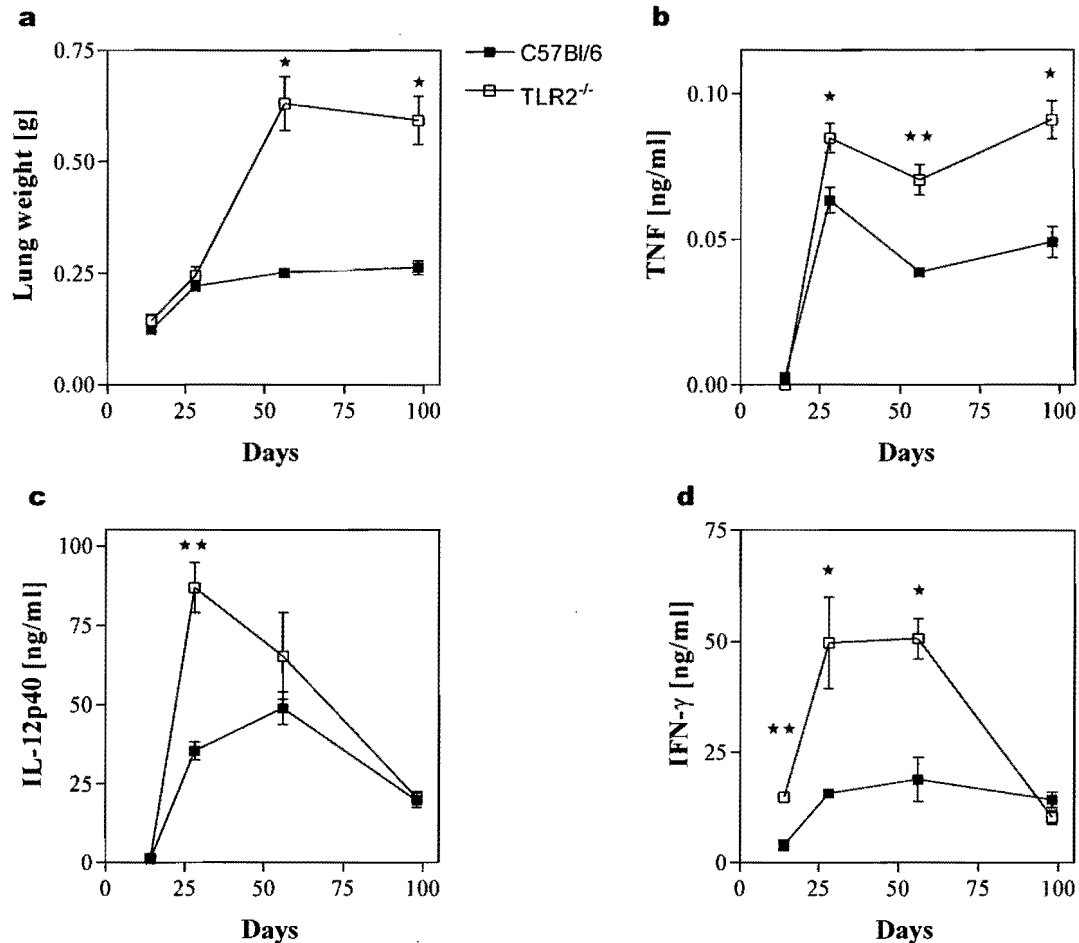 a
Lung weight [g]
0.75
0.50
0.25
0.00
★
★
0 25 50 75 100
Days
C57Bl/6
TLR2-/-
b
TNF [ng/ml]
0.10
0.05
0.00
★
★★
★
0 25 50 75 100
Days
c
IL-12p40 [ng/ml]
100
75
50
25
0
★★
0 25 50 75 100
Days
d
IFN-γ [ng/ml]
75
50
25
0
★★
★
★
0 25 50 75 100
Days